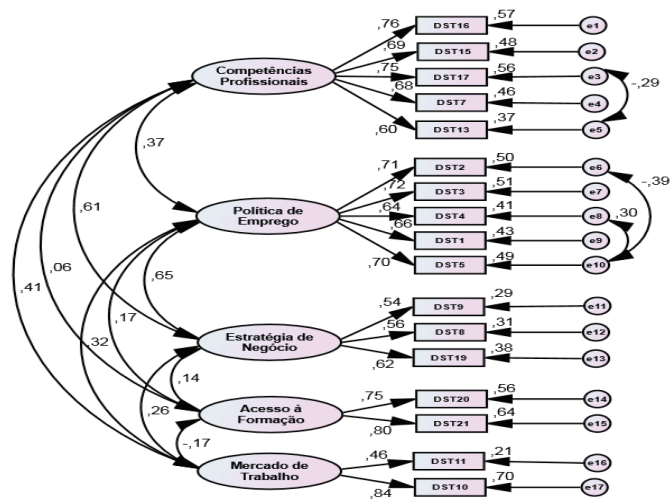 ,76
DST16
,57
e1
,69
DST15
,48
e2
Competências
Profissionais
,75
DST17
,56
e3
,68
DST7
,46
e4
-,29
,60
DST13
,37
e5
,37
,71
DST2
,50
e6
,72
DST3
,51
e7
-,39
,61
Política de
Emprego
,64
DST4
,41
e8
,30
,66
DST1
,43
e9
,70
DST5
,49
e10
,65
,06
,41
,17
,54
DST9
,29
e11
,32
Estratégia de
Negócio
,56
DST8
,31
e12
,62
DST19
,38
e13
,14
,75
DST20
,56
e14
,26
Acesso à
Formação
,80
DST21
,64
e15
-,17
,46
DST11
,21
e16
Mercado de
Trabalho
,84
DST10
,70
e17